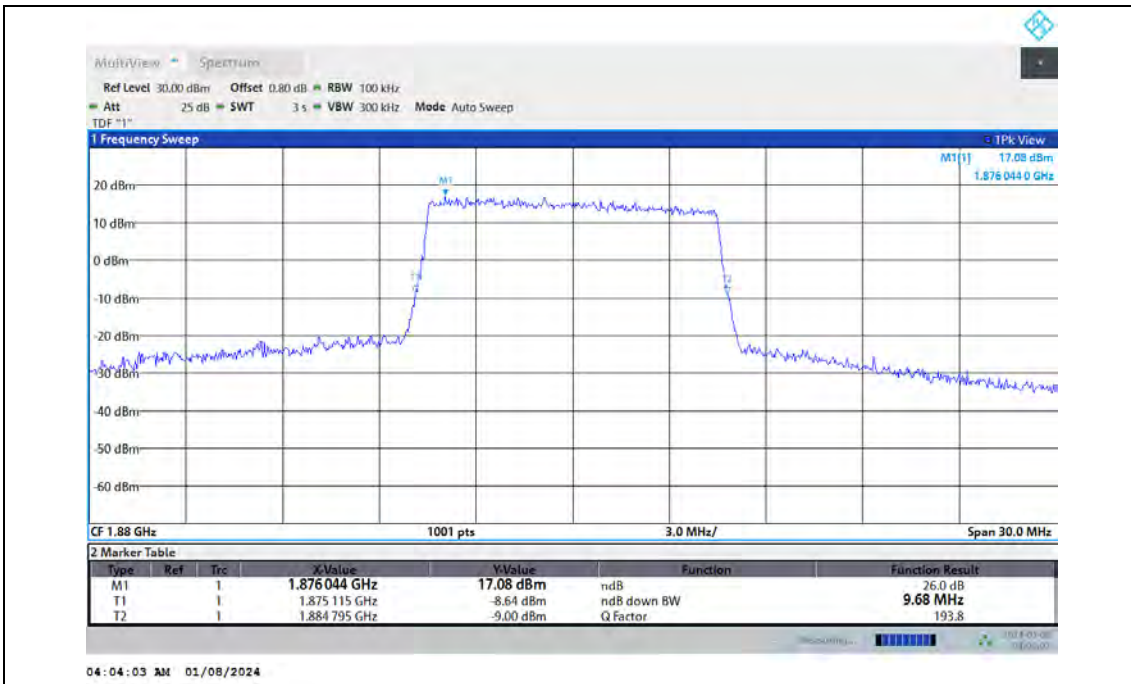 MultiView Spectrum
Ref Level 30.00 dBm Offset 0.80 dB RBW 100 kHz
Att 25 dB SWT 3 s VBW 300 kHz Mode Auto Sweep
TDF "1"
1 Frequency Sweep 1Pk View
M1[1] 17.08 dBm
1.876 044 0 GHz
M1
20 dBm
10 dBm
0 dBm
T1
T2
-10 dBm
-20 dBm
-30 dBm
-40 dBm
-50 dBm
-60 dBm
CF 1.88 GHz 1001 pts 3.0 MHz/ Span 30.0 MHz
2 Marker Table
Type Ref Trc X-Value Y-Value Function Function Result
M1 1 1.876 044 GHz 17.08 dBm ndB 26.0 dB
T1 1 1.875 115 GHz -8.64 dBm ndB down BW 9.68 MHz
T2 1 1.884 795 GHz -9.00 dBm Q Factor 193.8
Measuring...
04:04:03 AM 01/08/2024